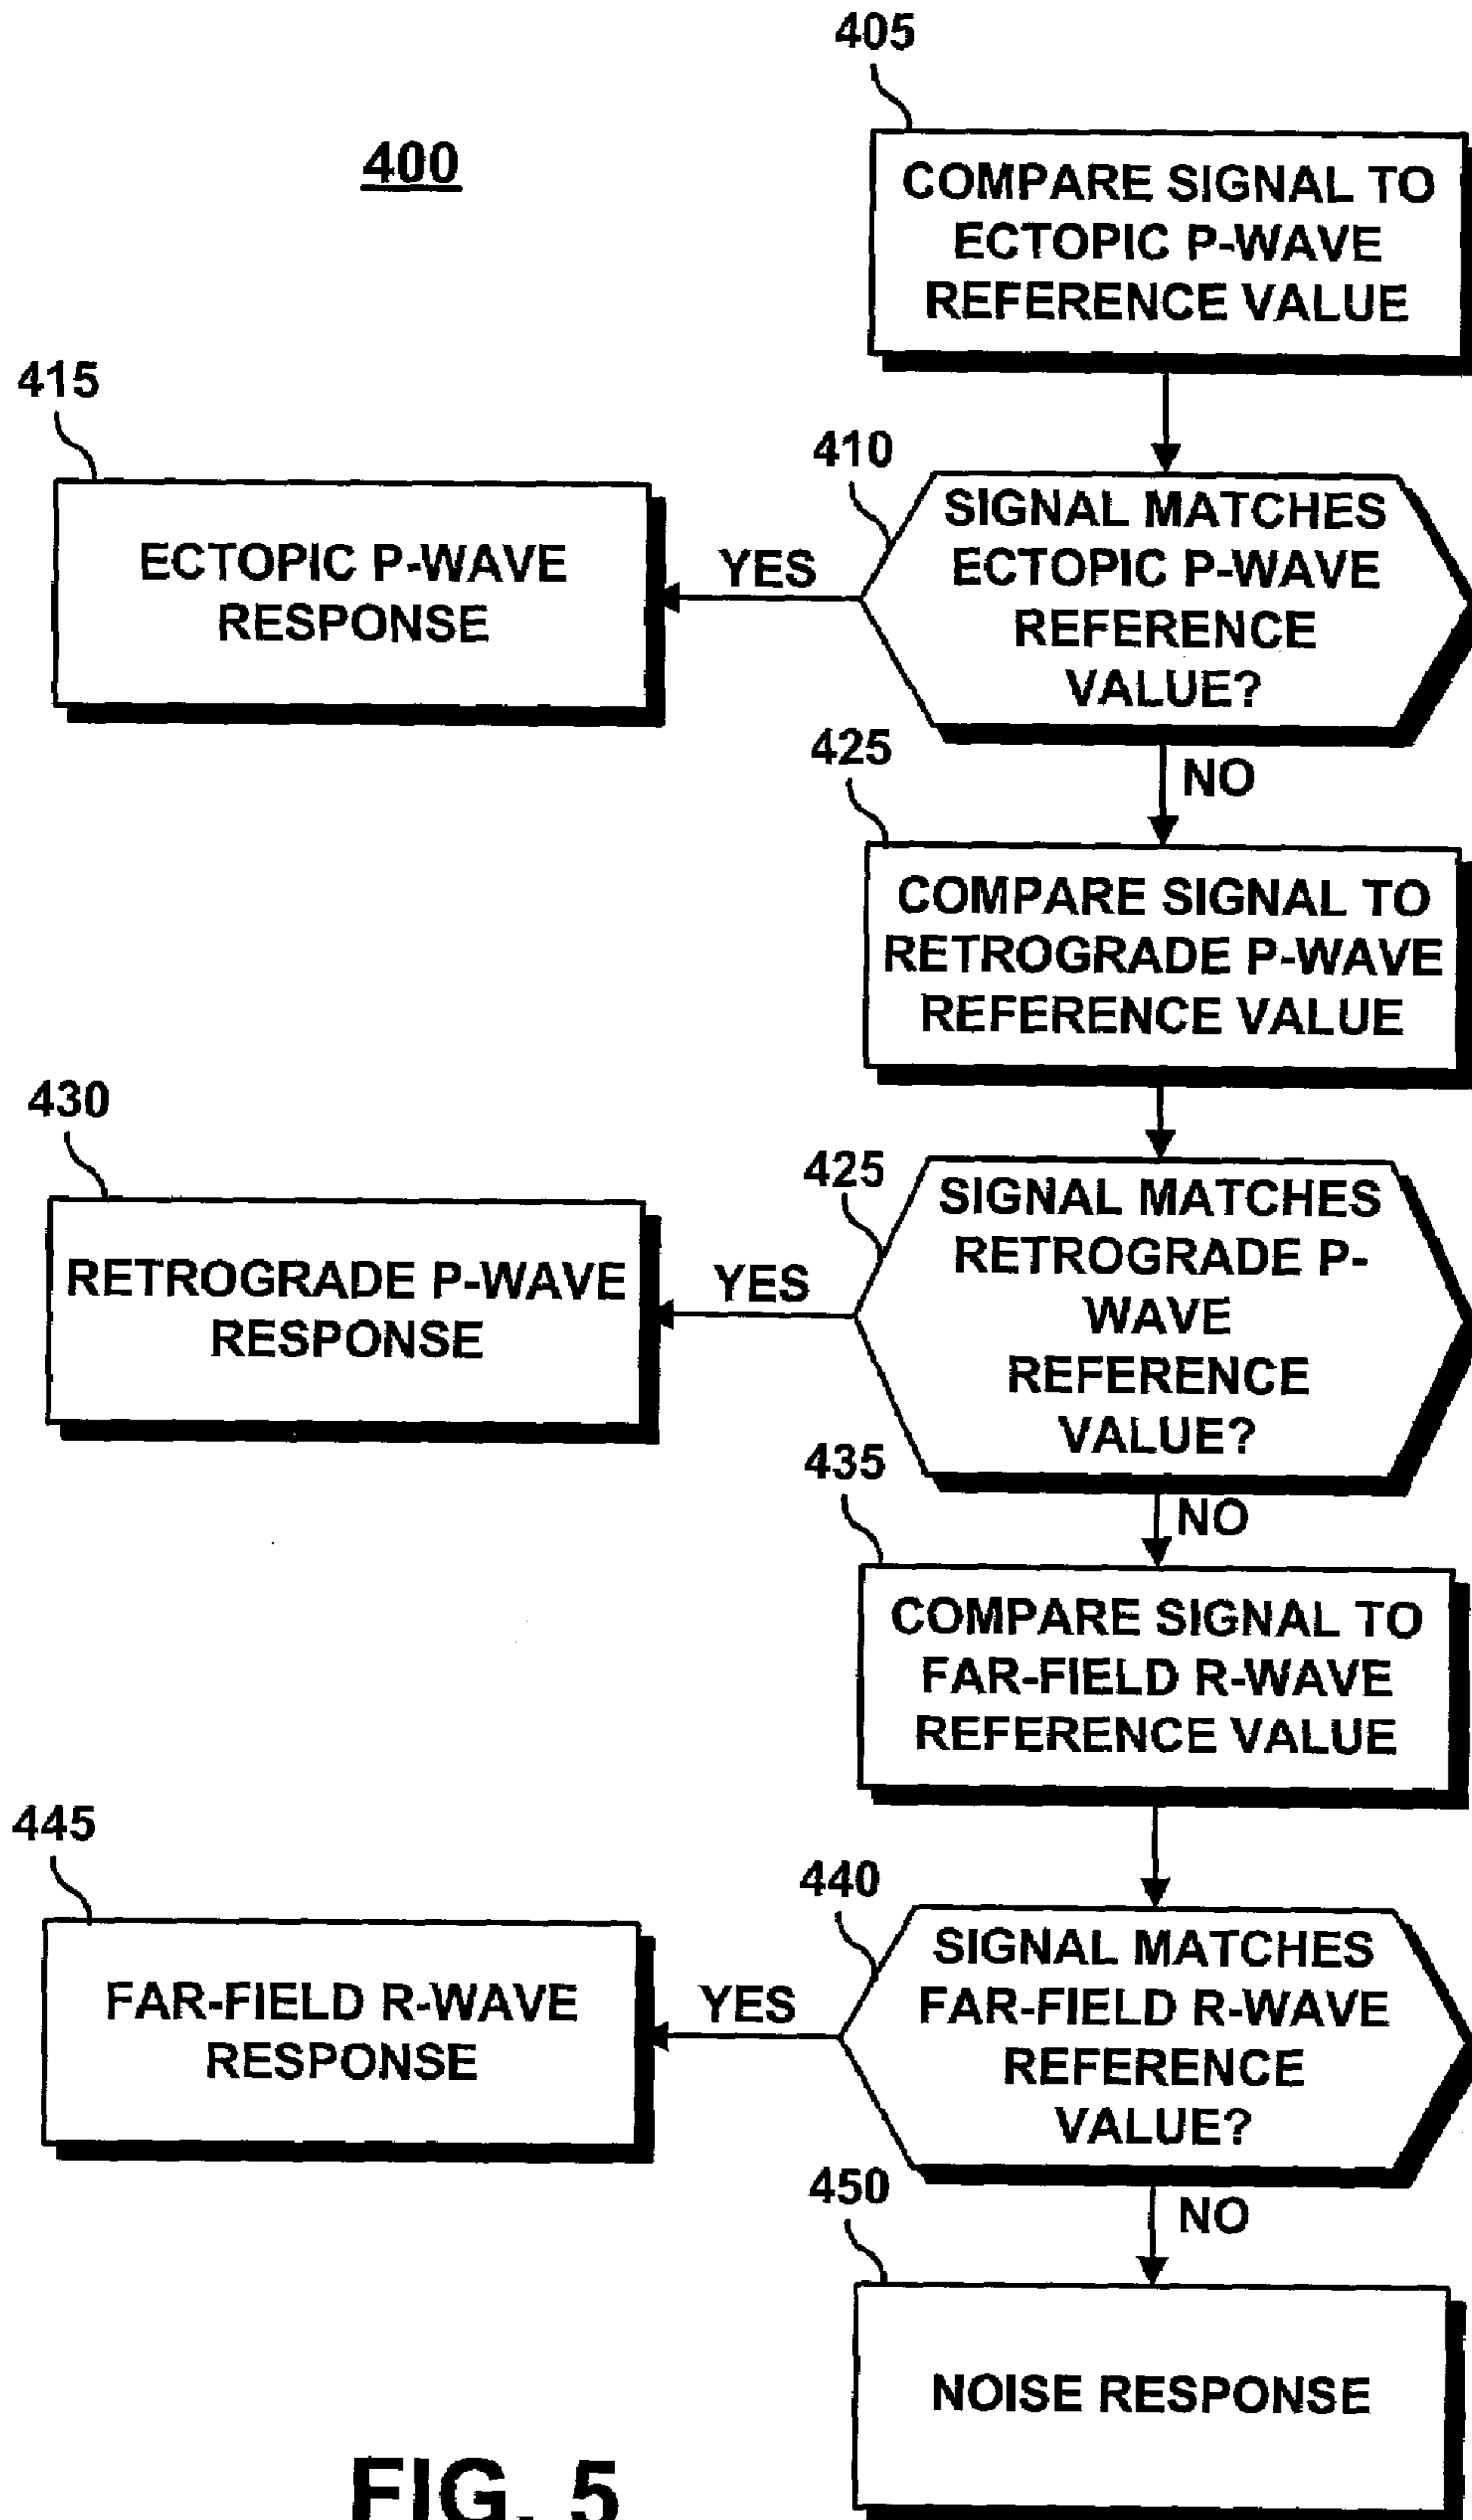 405
400
COMPARE SIGNAL TO
ECTOPIC P-WAVE
REFERENCE VALUE
415
410
ECTOPIC P-WAVE
RESPONSE
YES
SIGNAL MATCHES
ECTOPIC P-WAVE
REFERENCE
VALUE?
425
NO
COMPARE SIGNAL TO
RETROGRADE P-WAVE
REFERENCE VALUE
430
425
RETROGRADE P-WAVE
RESPONSE
YES
SIGNAL MATCHES
RETROGRADE P-
WAVE
REFERENCE
VALUE?
435
NO
COMPARE SIGNAL TO
FAR-FIELD R-WAVE
REFERENCE VALUE
445
440
FAR-FIELD R-WAVE
RESPONSE
YES
SIGNAL MATCHES
FAR-FIELD R-WAVE
REFERENCE
VALUE?
450
NO
NOISE RESPONSE
FIG. 5